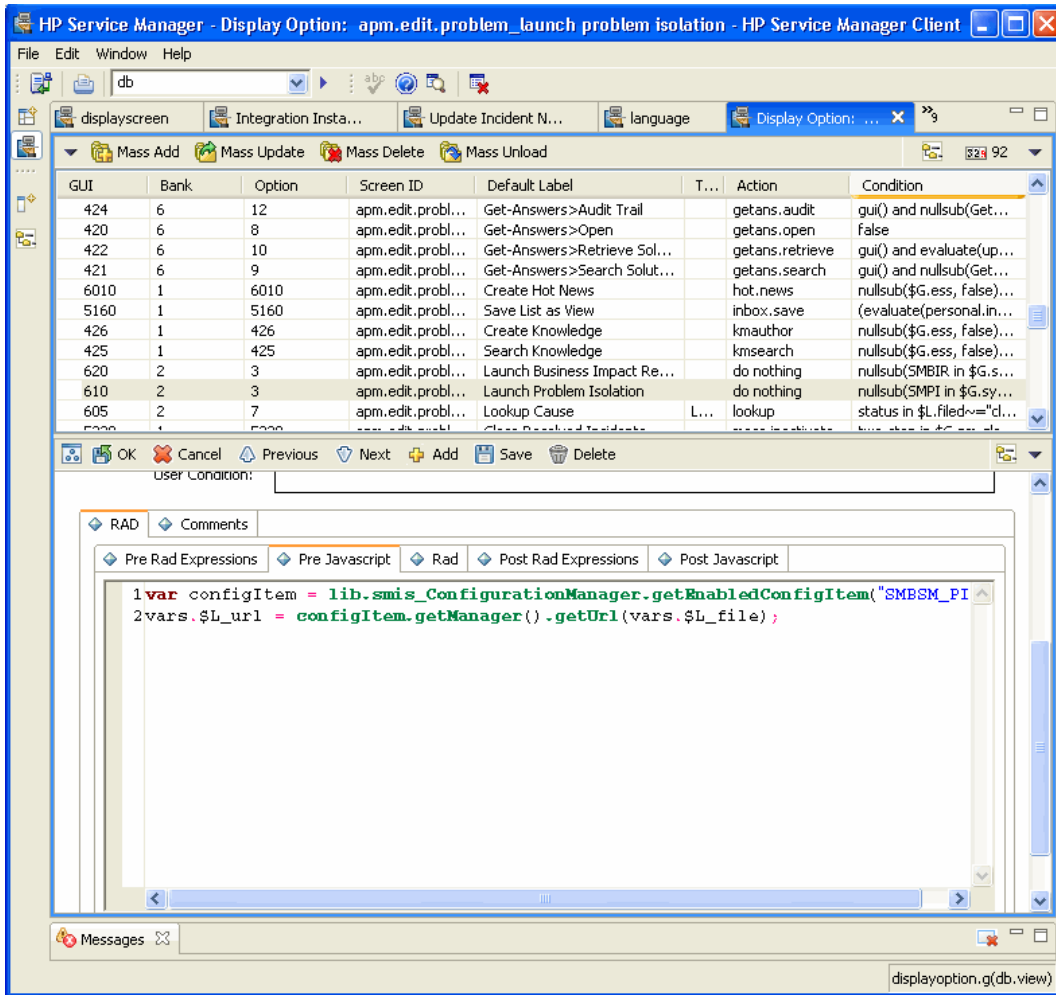 HP Service Manager - Display Option: apm.edit.problem_launch problem isolation - HP Service Manager Client
File Edit Window Help
db
displayscreen Integration Insta... Update Incident N... language Display Option: ... 9
Mass Add Mass Update Mass Delete Mass Unload 92
GUI Bank Option Screen ID Default Label T... Action Condition
424 6 12 apm.edit.probl... Get-Answers>Audit Trail getans.audit gui() and nullsub(Get...
420 6 8 apm.edit.probl... Get-Answers>Open getans.open false
422 6 10 apm.edit.probl... Get-Answers>Retrieve Sol... getans.retrieve gui() and evaluate(up...
421 6 9 apm.edit.probl... Get-Answers>Search Solut... getans.search gui() and nullsub(Get...
6010 1 6010 apm.edit.probl... Create Hot News hot.news nullsub($G.ess, false)...
5160 1 5160 apm.edit.probl... Save List as View inbox.save (evaluate(personal.in...
426 1 426 apm.edit.probl... Create Knowledge kmauthor nullsub($G.ess, false)...
425 1 425 apm.edit.probl... Search Knowledge kmsearch nullsub($G.ess, false)...
620 2 3 apm.edit.probl... Launch Business Impact Re... do nothing nullsub(SMBIR in $G.s...
610 2 3 apm.edit.probl... Launch Problem Isolation do nothing nullsub(SMPI in $G.sy...
605 2 7 apm.edit.probl... Lookup Cause L... lookup status in $L.filed~="cl...
OK Cancel Previous Next Add Save Delete
User Condition:
RAD Comments
Pre Rad Expressions Pre Javascript Rad Post Rad Expressions Post Javascript
1var configItem = lib.smis_ConfigurationManager.getEnabledConfigItem("SMBSM_PI
2vars.$L_url = configItem.getManager().getUrl(vars.$L_file);
Messages
displayoption.g(db.view)